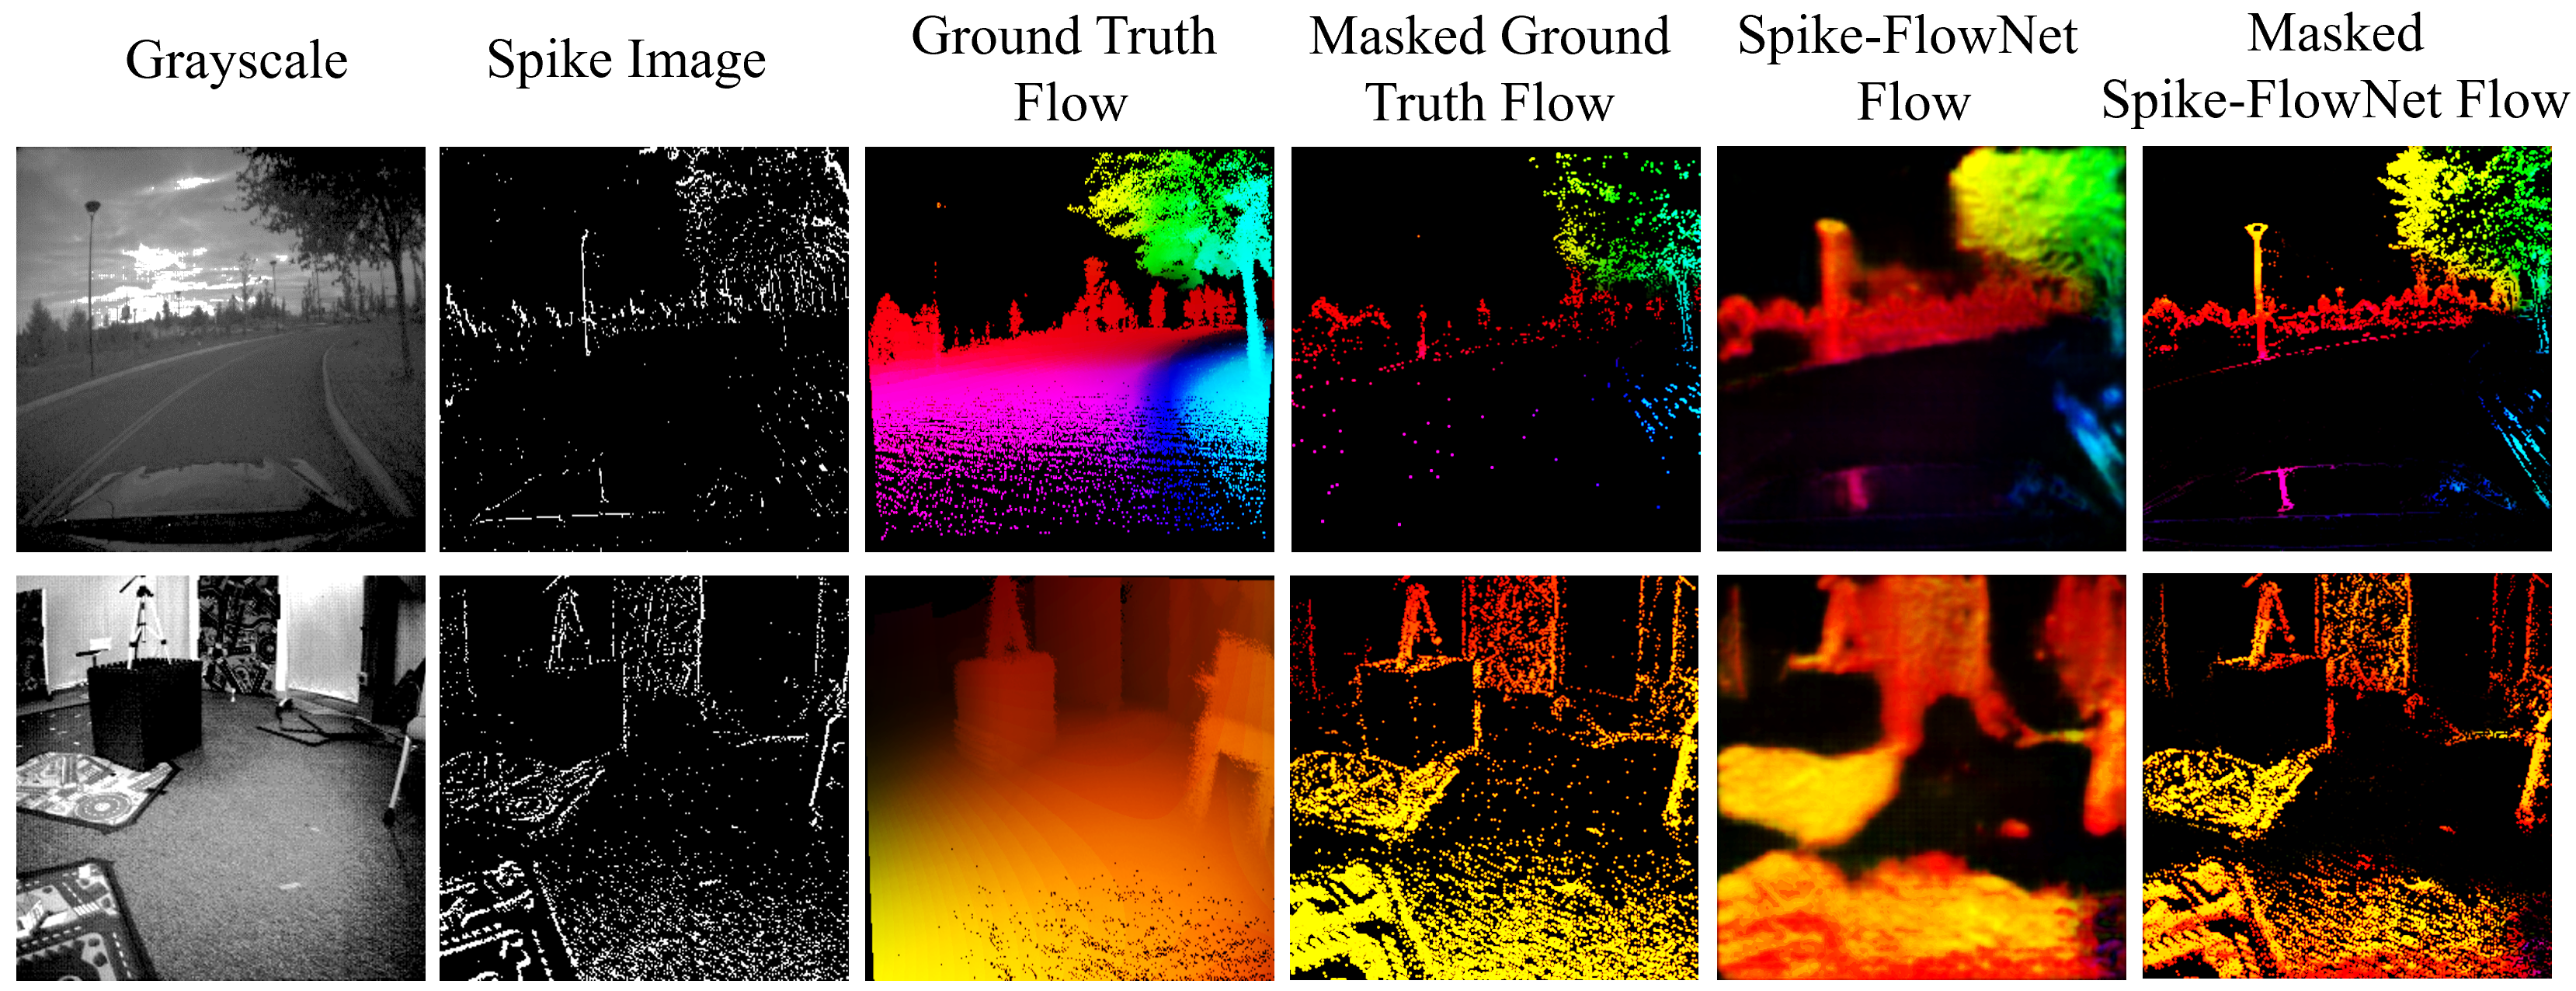 Grayscale
Spike Image
Ground Truth
Flow
Masked Ground
Truth Flow
Spike-FlowNet
Flow
Masked
Spike-FlowNet Flow